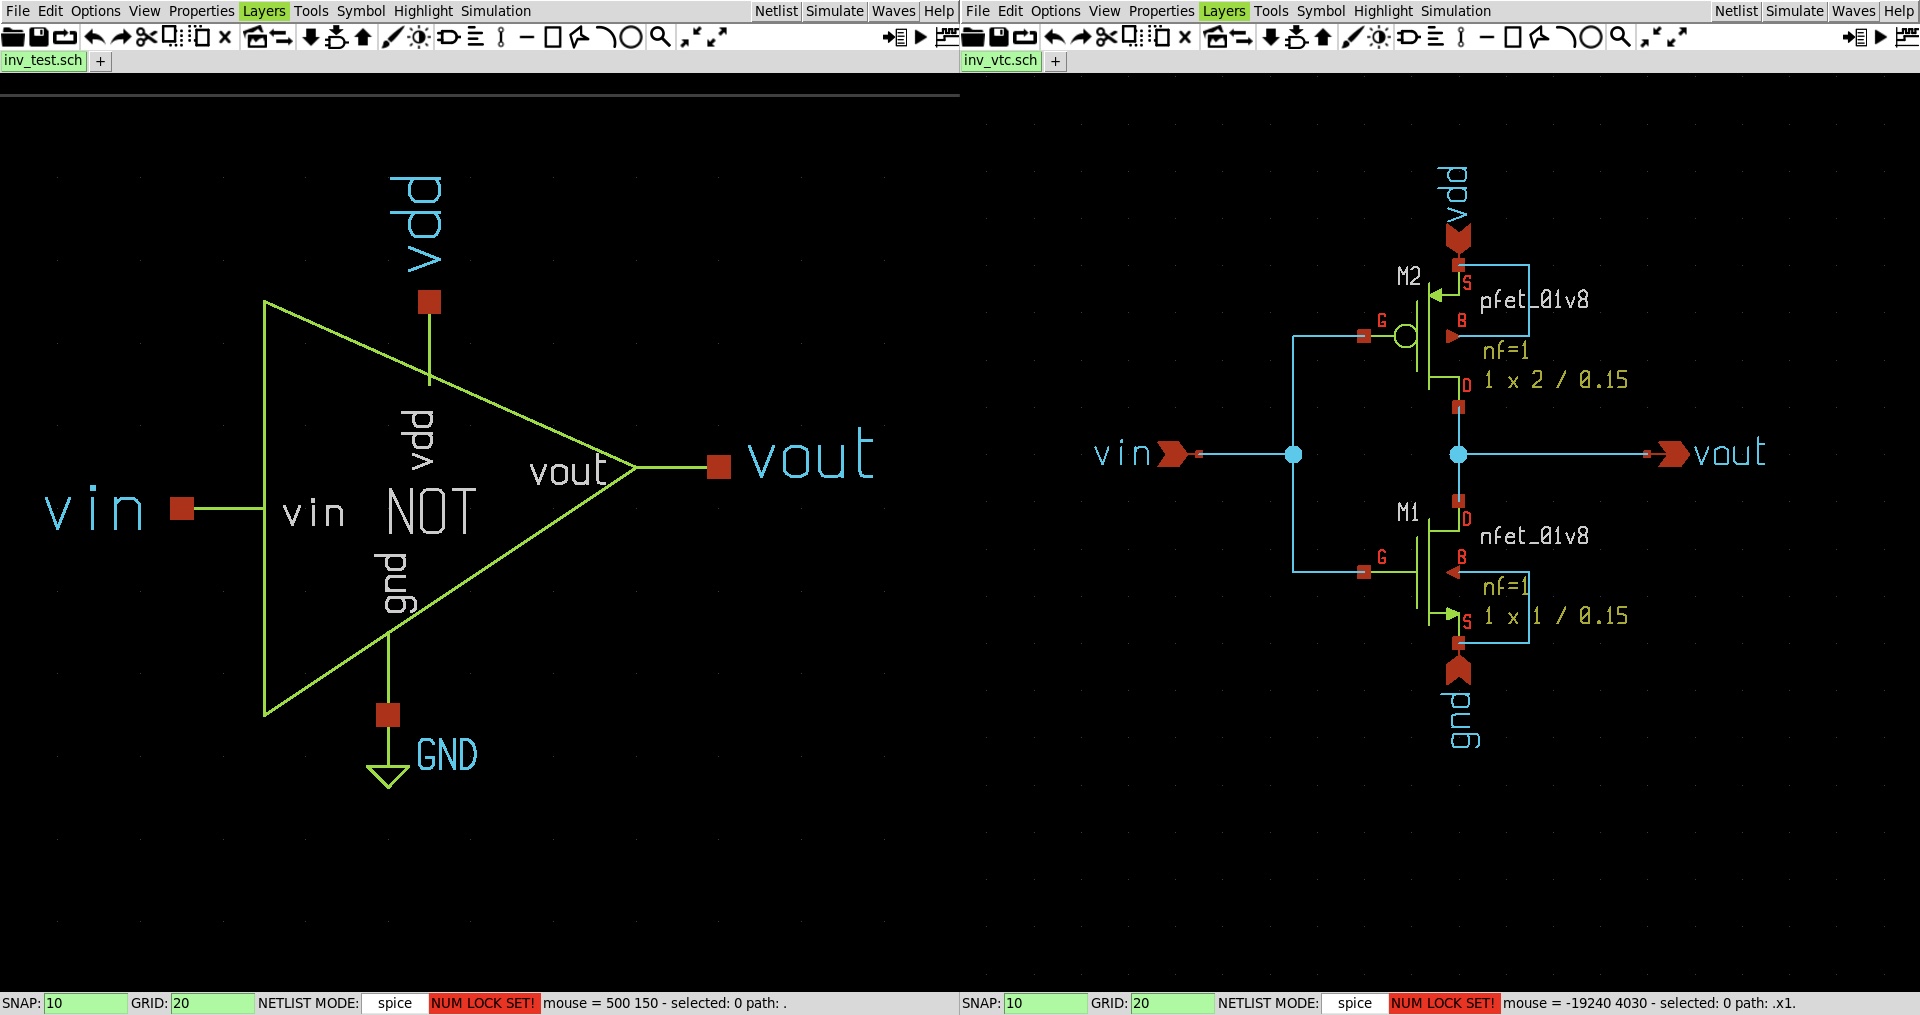 File Edit Options View Properties Layers Tools Symbol Highlight Simulation Netlist Simulate Waves Help
inv_test.sch +
vdd
vdd
vout
vout
vin
vin
NOT
gnd
GND
SNAP: 10 GRID: 20 NETLIST MODE: spice NUM LOCK SET! mouse = 500 150 - selected: 0 path: .
File Edit Options View Properties Layers Tools Symbol Highlight Simulation Netlist Simulate Waves Help
inv_vtc.sch +
vdd
M2
S
pfet_01v8
G
B
nf=1
D
1 x 2 / 0.15
vin
vout
M1
D
nfet_01v8
G
B
nf=1
S
1 x 1 / 0.15
gnd
SNAP: 10 GRID: 20 NETLIST MODE: spice NUM LOCK SET! mouse = -19240 4030 - selected: 0 path: .x1.